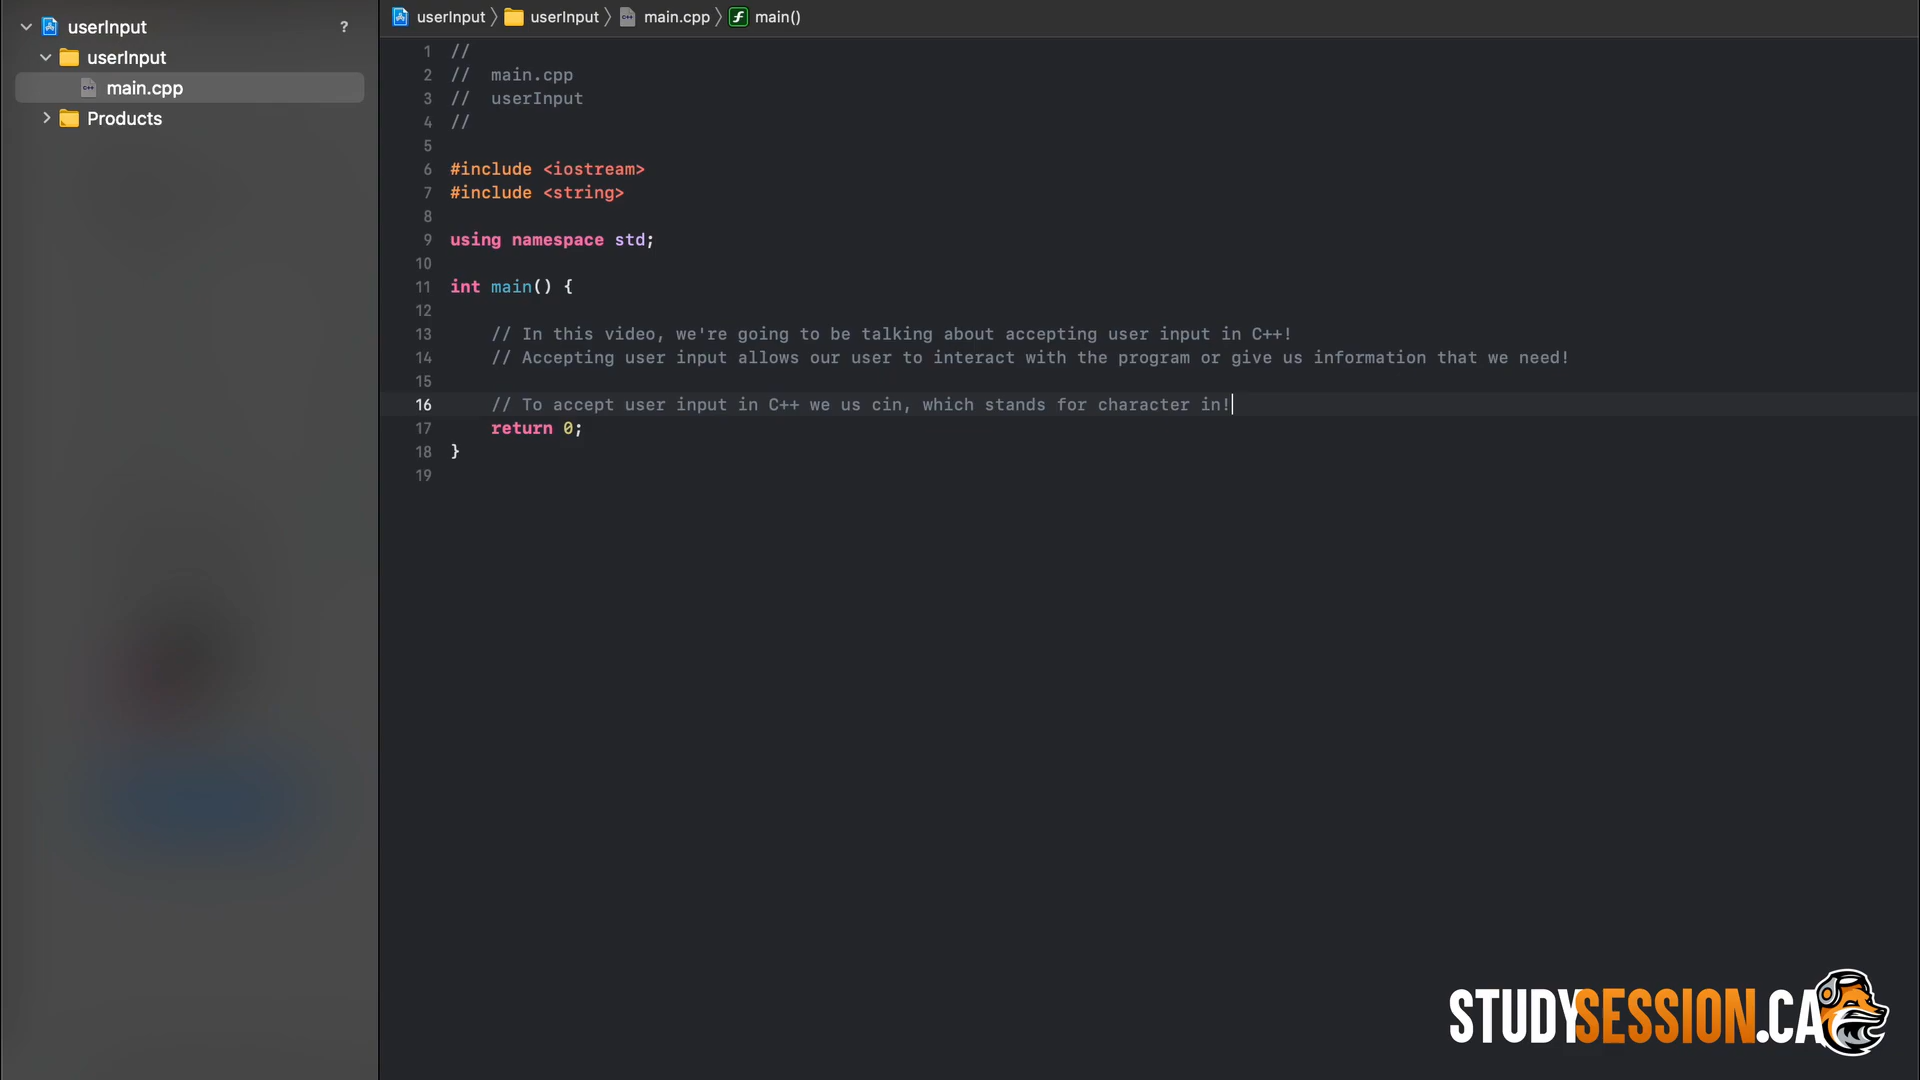 userInput
?
userInput
main.cpp
Products
userInput userInput main.cpp main()
1 //
2 //  main.cpp
3 //  userInput
4 //
5
6 #include <iostream>
7 #include <string>
8
9 using namespace std;
10
11 int main() {
12
13     // In this video, we're going to be talking about accepting user input in C++!
14     // Accepting user input allows our user to interact with the program or give us information that we need!
15
16     // To accept user input in C++ we us cin, which stands for character in!
17     return 0;
18 }
19
STUDYSESSION.CA